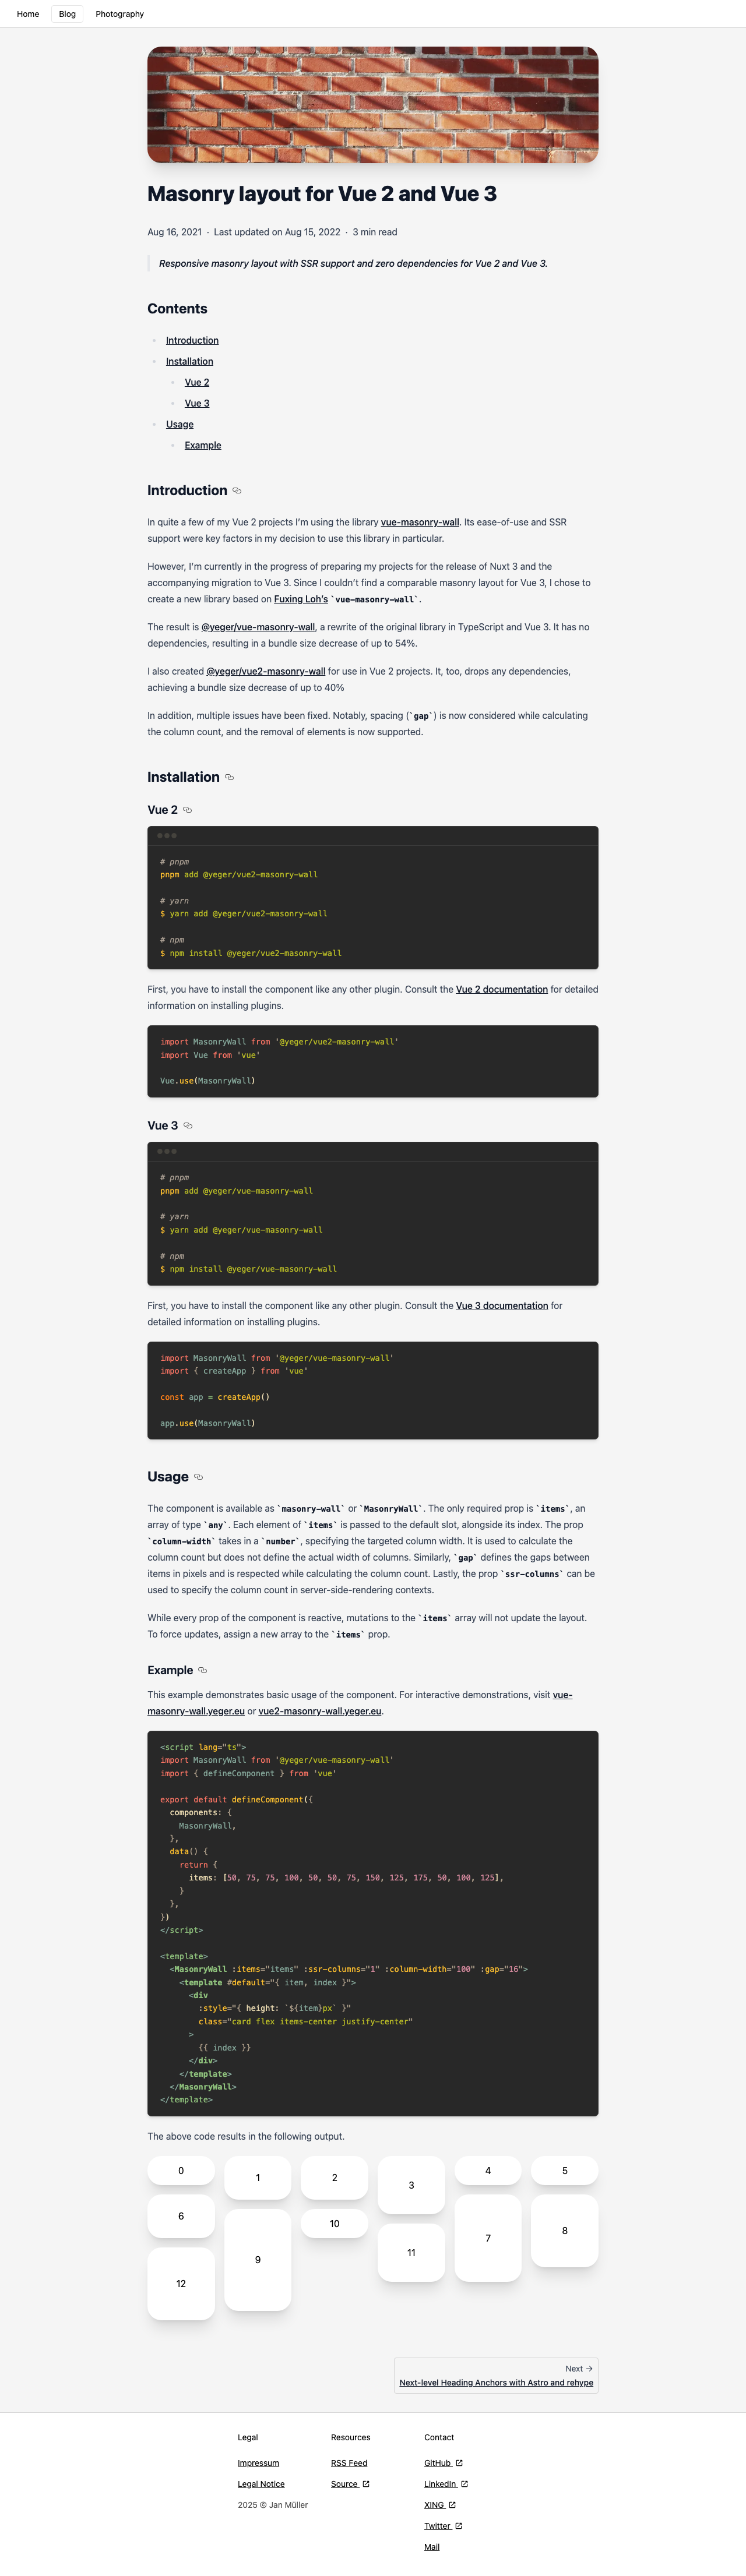 Home Blog Photography
Masonry layout for Vue 2 and Vue 3
Aug 16, 2021 · Last updated on Aug 15, 2022 · 3 min read
Responsive masonry layout with SSR support and zero dependencies for Vue 2 and Vue 3.
Contents
Introduction
Installation
Vue 2
Vue 3
Usage
Example
Introduction
In quite a few of my Vue 2 projects I’m using the library vue-masonry-wall. Its ease-of-use and SSR
support were key factors in my decision to use this library in particular.
However, I’m currently in the progress of preparing my projects for the release of Nuxt 3 and the
accompanying migration to Vue 3. Since I couldn’t find a comparable masonry layout for Vue 3, I chose to
create a new library based on Fuxing Loh’s `vue-masonry-wall`.
The result is @yeger/vue-masonry-wall, a rewrite of the original library in TypeScript and Vue 3. It has no
dependencies, resulting in a bundle size decrease of up to 54%.
I also created @yeger/vue2-masonry-wall for use in Vue 2 projects. It, too, drops any dependencies,
achieving a bundle size decrease of up to 40%
In addition, multiple issues have been fixed. Notably, spacing (`gap`) is now considered while calculating
the column count, and the removal of elements is now supported.
Installation
Vue 2
# pnpm
pnpm add @yeger/vue2-masonry-wall
# yarn
$ yarn add @yeger/vue2-masonry-wall
# npm
$ npm install @yeger/vue2-masonry-wall
First, you have to install the component like any other plugin. Consult the Vue 2 documentation for detailed
information on installing plugins.
import MasonryWall from '@yeger/vue2-masonry-wall'
import Vue from 'vue'
Vue.use(MasonryWall)
Vue 3
# pnpm
pnpm add @yeger/vue-masonry-wall
# yarn
$ yarn add @yeger/vue-masonry-wall
# npm
$ npm install @yeger/vue-masonry-wall
First, you have to install the component like any other plugin. Consult the Vue 3 documentation for
detailed information on installing plugins.
import MasonryWall from '@yeger/vue-masonry-wall'
import { createApp } from 'vue'
const app = createApp()
app.use(MasonryWall)
Usage
The component is available as `masonry-wall` or `MasonryWall`. The only required prop is `items`, an
array of type `any`. Each element of `items` is passed to the default slot, alongside its index. The prop
`column-width` takes in a `number`, specifying the targeted column width. It is used to calculate the
column count but does not define the actual width of columns. Similarly, `gap` defines the gaps between
items in pixels and is respected while calculating the column count. Lastly, the prop `ssr-columns` can be
used to specify the column count in server-side-rendering contexts.
While every prop of the component is reactive, mutations to the `items` array will not update the layout.
To force updates, assign a new array to the `items` prop.
Example
This example demonstrates basic usage of the component. For interactive demonstrations, visit vue-
masonry-wall.yeger.eu or vue2-masonry-wall.yeger.eu.
<script lang="ts">
import MasonryWall from '@yeger/vue-masonry-wall'
import { defineComponent } from 'vue'
export default defineComponent({
components: {
MasonryWall,
},
data() {
return {
items: [50, 75, 75, 100, 50, 50, 75, 150, 125, 175, 50, 100, 125],
}
},
})
</script>
<template>
<MasonryWall :items="items" :ssr-columns="1" :column-width="100" :gap="16">
<template #default="{ item, index }">
<div
:style="{ height: `${item}px` }"
class="card flex items-center justify-center"
>
{{ index }}
</div>
</template>
</MasonryWall>
</template>
The above code results in the following output.
0 1 2 3 4 5
6 9 10 11 7 8
12
Next →
Next-level Heading Anchors with Astro and rehype
Legal
Impressum
Legal Notice
2025 © Jan Müller
Resources
RSS Feed
Source
Contact
GitHub
LinkedIn
XING
Twitter
Mail